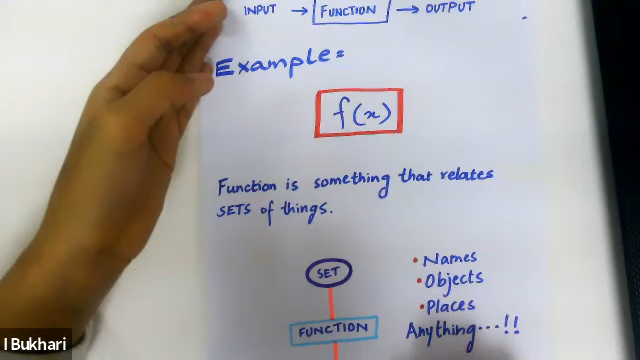 INPUT → FUNCTION → OUTPUT
Example=
f(x)
Function is something that relates
SETS of things.
SET
FUNCTION
• Names
• Objects
• Places
Anything...!!
I Bukhari